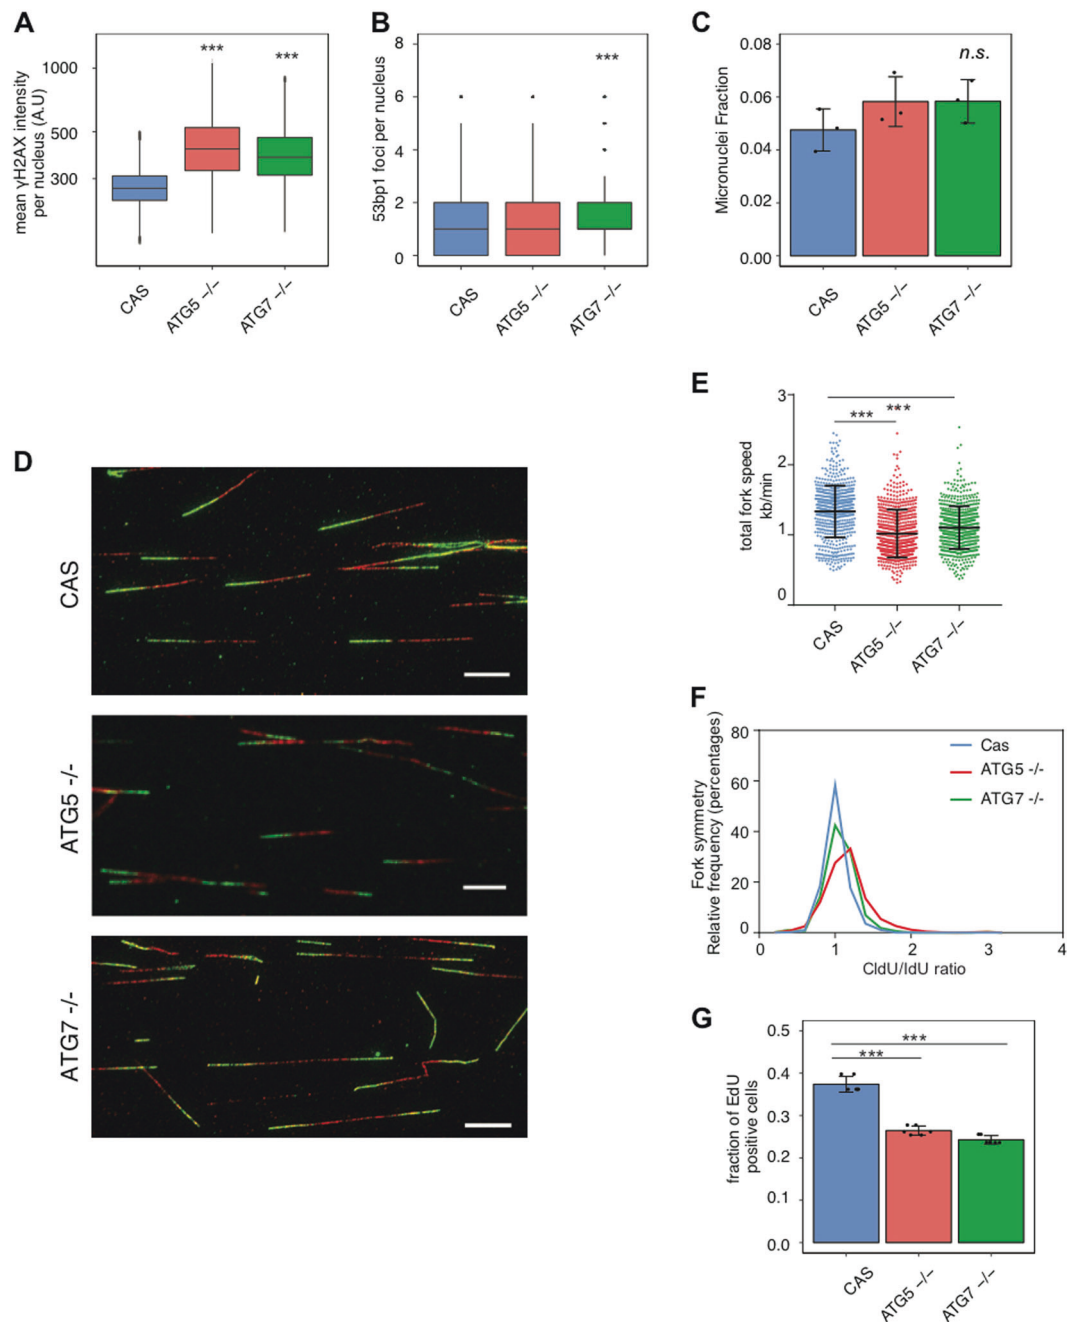 A
mean γH2AX intensity
per nucleus (A.U)
1000
500
300
***
***
CAS
ATG5 –/–
ATG7 –/–
B
53bp1 foci per nucleus
8
6
4
2
0
***
CAS
ATG5 –/–
ATG7 –/–
C
Micronuclei Fraction
0.08
0.06
0.04
0.02
0.00
n.s.
CAS
ATG5 –/–
ATG7 –/–
D
CAS
ATG5 -/-
ATG7 -/-
E
total fork speed
kb/min
3
2
1
0
***
***
CAS
ATG5 –/–
ATG7 –/–
F
Fork symmetry
Relative frequency (percentages)
80
60
40
20
0
Cas
ATG5 -/-
ATG7 -/-
0 1 2 3 4
CldU/IdU ratio
G
fraction of EdU
positive cells
0.5
0.4
0.3
0.2
0.1
0.0
***
***
CAS
ATG5 –/–
ATG7 –/–